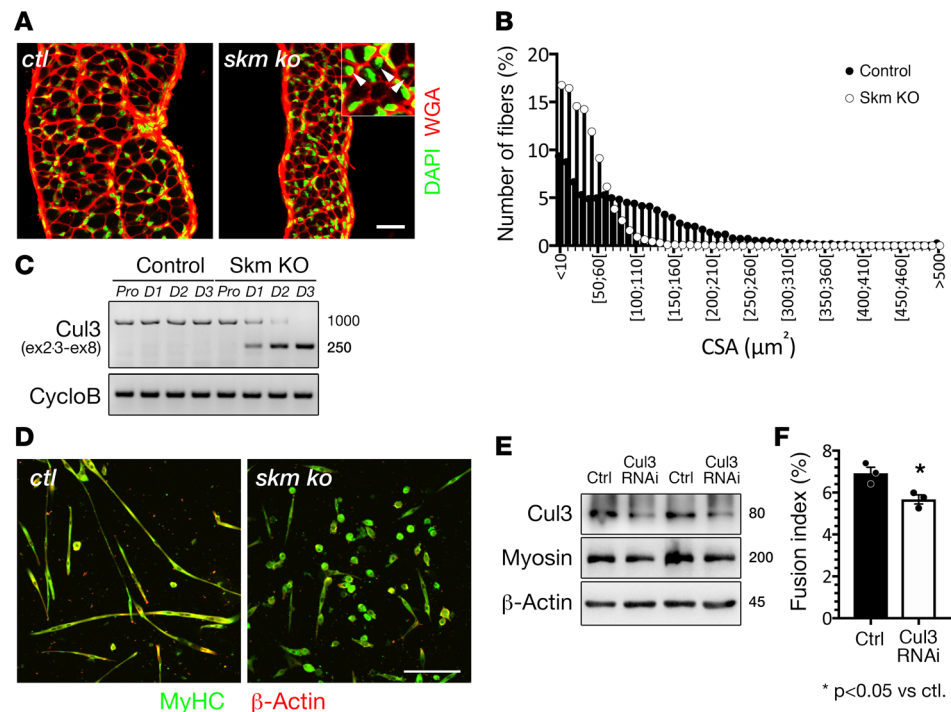 A
ctl
skm ko
DAPI WGA
B
Number of fibers (%)
20
15
10
5
0
Control
Skm KO
<10
[50;60]
[100;110]
[150;160]
[200;210]
[250;260]
[300;310]
[350;360]
[400;410]
[450;460]
>500
CSA (µm²)
C
Control Skm KO
Pro D1 D2 D3 Pro D1 D2 D3
Cul3
(ex2-3-ex8)
1000
250
CycloB
D
ctl
skm ko
MyHC β-Actin
E
Ctrl Cul3 RNAi Ctrl Cul3 RNAi
Cul3 80
Myosin 200
β-Actin 45
F
Fusion index (%)
8
6
4
2
0
*
Ctrl
Cul3
RNAi
* p<0.05 vs ctl.